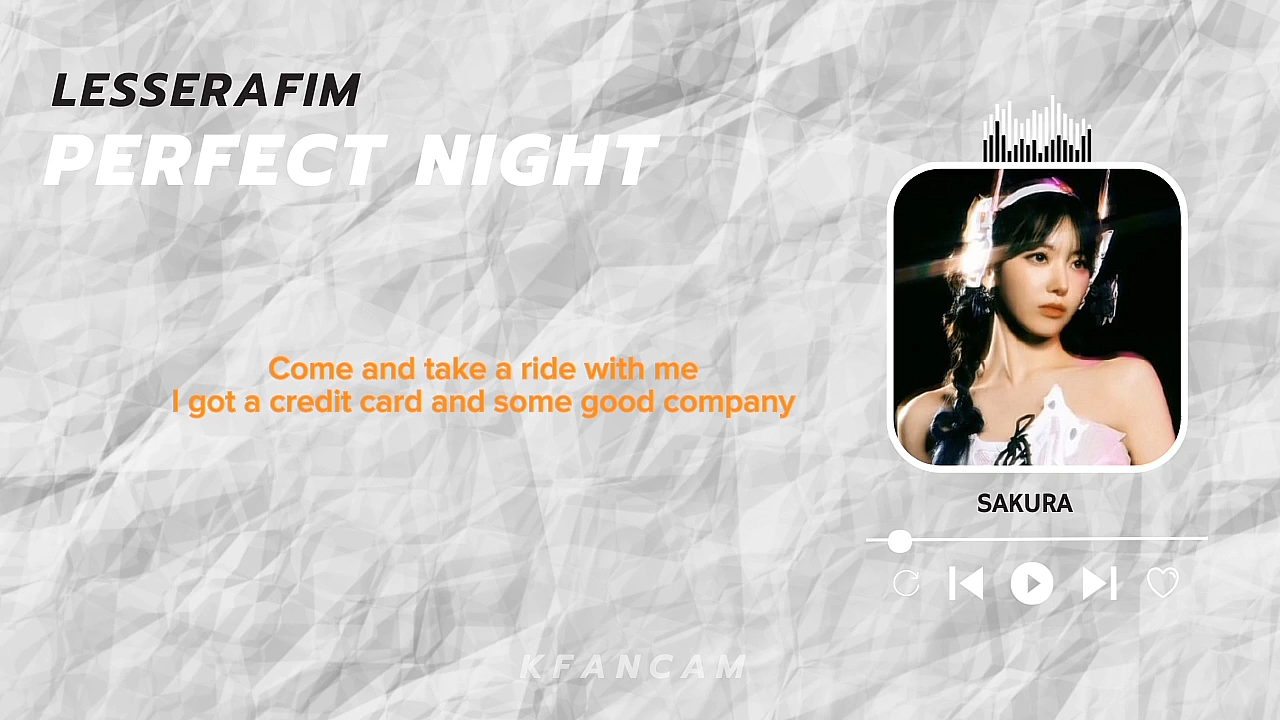 LESSERAFIM
PERFECT NIGHT
Come and take a ride with me
I got a credit card and some good company
SAKURA
KFANCAM